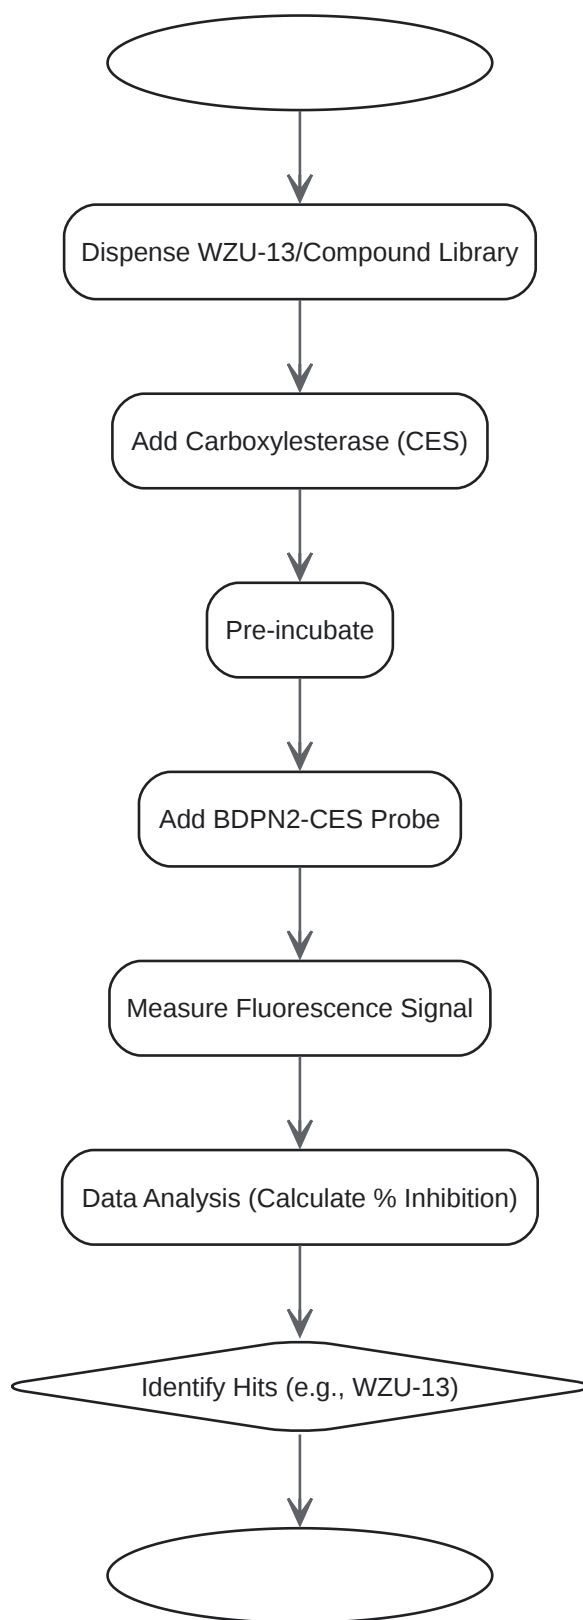 Dispense WZU-13/Compound Library
Add Carboxylesterase (CES)
Pre-incubate
Add BDPN2-CES Probe
Measure Fluorescence Signal
Data Analysis (Calculate % Inhibition)
Identify Hits (e.g., WZU-13)